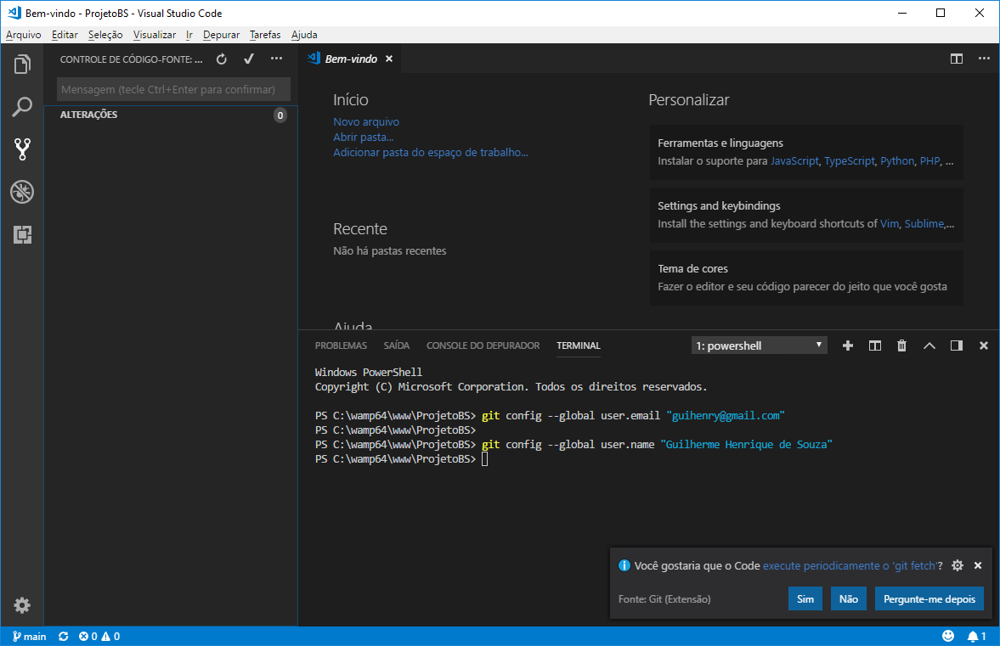 Bem-vindo - ProjetoBS - Visual Studio Code
Arquivo Editar Seleção Visualizar Ir Depurar Tarefas Ajuda
CONTROLE DE CÓDIGO-FONTE: ...
Mensagem (tecle Ctrl+Enter para confirmar)
ALTERAÇÕES 0
Bem-vindo
Início
Novo arquivo
Abrir pasta...
Adicionar pasta do espaço de trabalho...
Recente
Não há pastas recentes
Ajuda
Personalizar
Ferramentas e linguagens
Instalar o suporte para JavaScript, TypeScript, Python, PHP, ...
Settings and keybindings
Install the settings and keyboard shortcuts of Vim, Sublime,...
Tema de cores
Fazer o editor e seu código parecer do jeito que você gosta
PROBLEMAS SAÍDA CONSOLE DO DEPURADOR TERMINAL 1: powershell
Windows PowerShell
Copyright (C) Microsoft Corporation. Todos os direitos reservados.
PS C:\wamp64\www\ProjetoBS> git config --global user.email "guihenry@gmail.com"
PS C:\wamp64\www\ProjetoBS>
PS C:\wamp64\www\ProjetoBS> git config --global user.name "Guilherme Henrique de Souza"
PS C:\wamp64\www\ProjetoBS>
Você gostaria que o Code execute periodicamente o 'git fetch'?
Fonte: Git (Extensão) Sim Não Pergunte-me depois
main 0 0 1